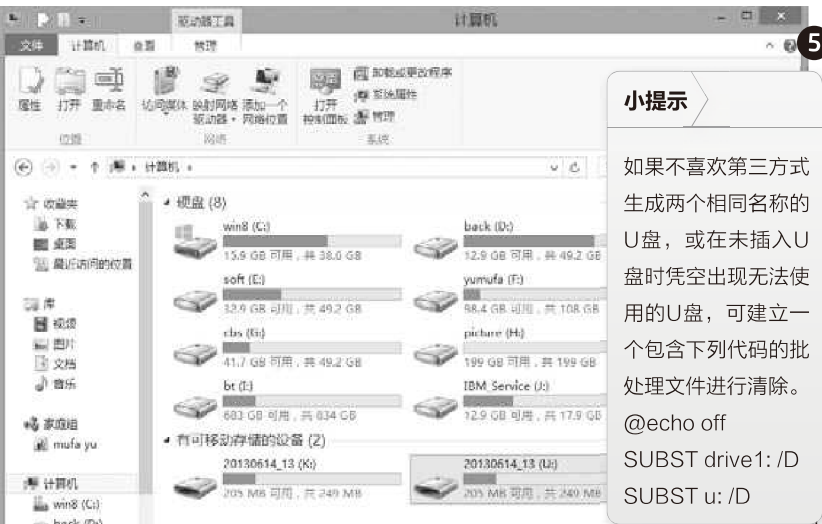 驱动器工具
计算机
文件 计算机 查看 管理
5
属性 打开 重命名
访问媒体 映射网络驱动器 添加一个网络位置
打开控制面板
卸载或更改程序
系统属性
管理
位置 网络 系统
计算机
收藏夹
下载
桌面
最近访问的位置
库
视频
图片
文档
音乐
家庭组
mufa yu
计算机
win8 (C:)
back (D:)
硬盘 (8)
win8 (C:)
15.9 GB 可用，共 38.0 GB
back (D:)
12.9 GB 可用，共 49.2 GB
soft (E:)
32.9 GB 可用，共 49.2 GB
yumufa (F:)
98.4 GB 可用，共 108 GB
cbs (G:)
41.7 GB 可用，共 49.2 GB
picture (H:)
199 GB 可用，共 199 GB
bt (I:)
683 GB 可用，共 834 GB
IBM_Service (J:)
12.9 GB 可用，共 17.9 GB
有可移动存储的设备 (2)
20130614_13 (K:)
205 MB 可用，共 249 MB
20130614_13 (U:)
205 MB 可用，共 249 MB
小提示
如果不喜欢第三方式
生成两个相同名称的
U盘，或在未插入U
盘时凭空出现无法使
用的U盘，可建立一
个包含下列代码的批
处理文件进行清除。
@echo off
SUBST drive1: /D
SUBST u: /D